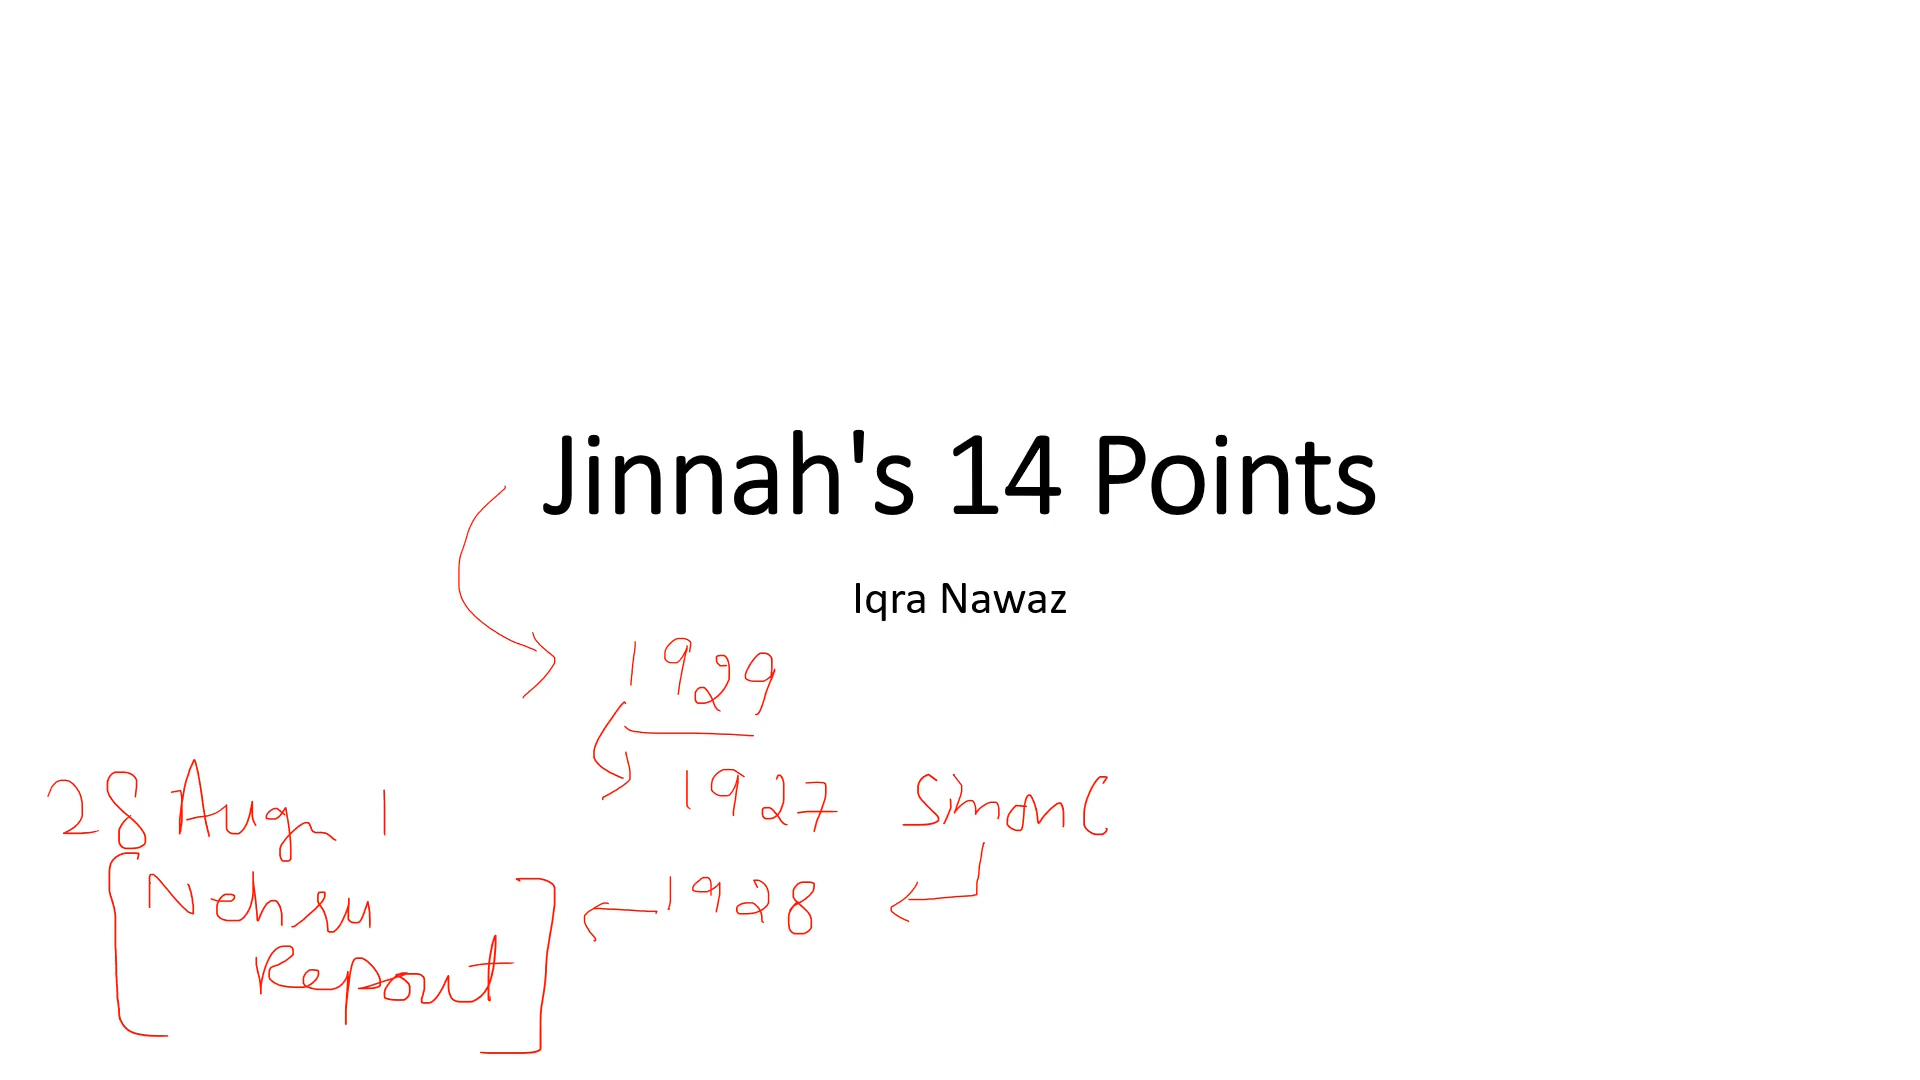 Jinnah's 14 Points
Iqra Nawaz
1929
1927 Simon C
28 Aug 1
1928
Nehru
Report